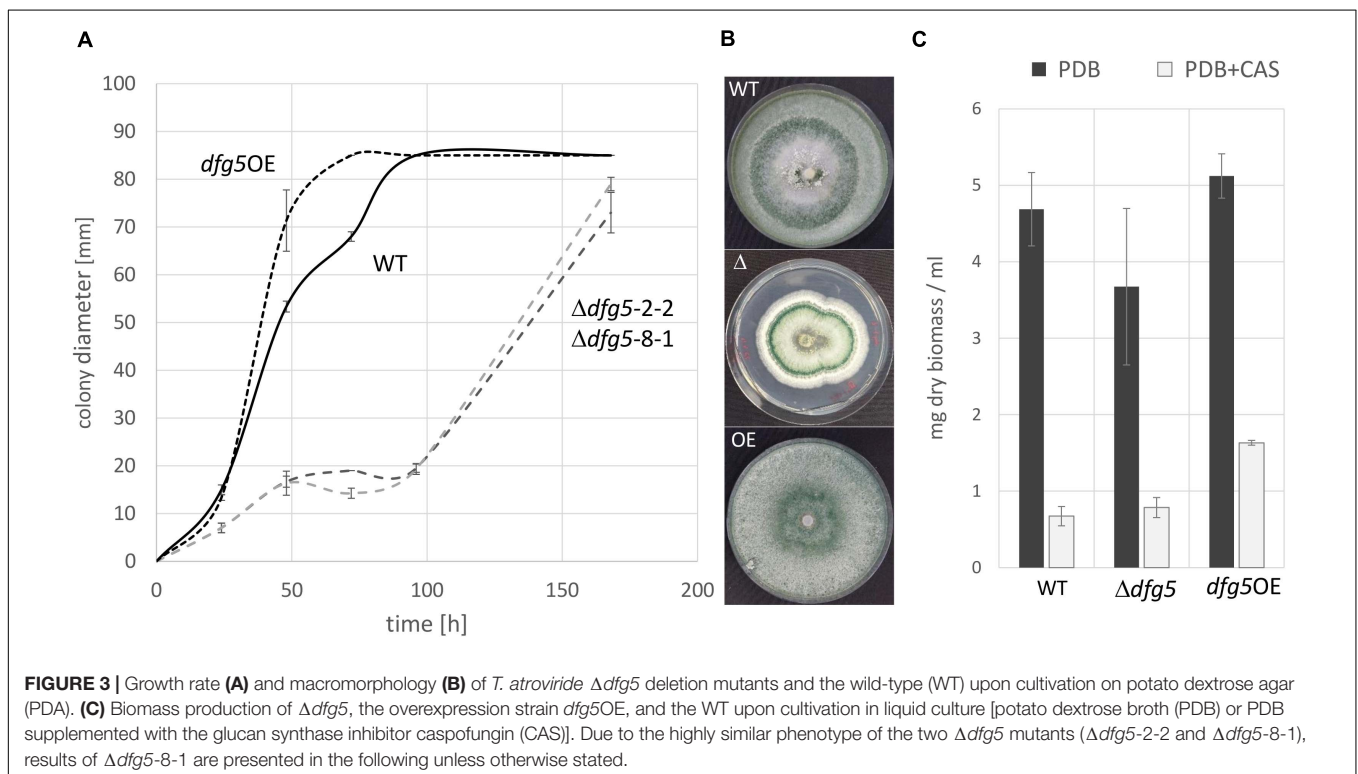 A
B
C
100
90
80
70
60
50
40
30
20
10
0
colony diameter [mm]
dfg5OE
WT
Δdfg5-2-2
Δdfg5-8-1
0 50 100 150 200
time [h]
WT
Δ
OE
PDB PDB+CAS
6
5
4
3
2
1
0
mg dry biomass / ml
WT Δdfg5 dfg5OE
FIGURE 3 | Growth rate (A) and macromorphology (B) of T. atroviride Δdfg5 deletion mutants and the wild-type (WT) upon cultivation on potato dextrose agar
(PDA). (C) Biomass production of Δdfg5, the overexpression strain dfg5OE, and the WT upon cultivation in liquid culture [potato dextrose broth (PDB) or PDB
supplemented with the glucan synthase inhibitor caspofungin (CAS)]. Due to the highly similar phenotype of the two Δdfg5 mutants (Δdfg5-2-2 and Δdfg5-8-1),
results of Δdfg5-8-1 are presented in the following unless otherwise stated.